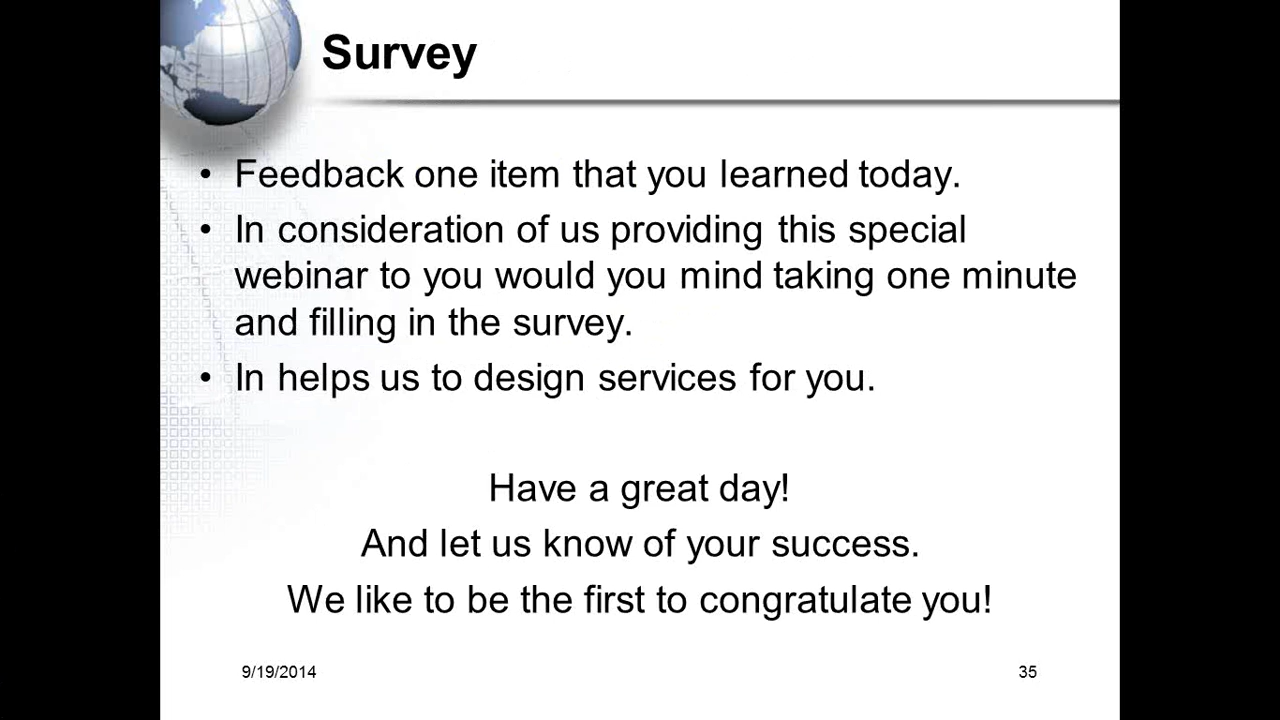 Survey
• Feedback one item that you learned today.
• In consideration of us providing this special
webinar to you would you mind taking one minute
and filling in the survey.
• In helps us to design services for you.
Have a great day!
And let us know of your success.
We like to be the first to congratulate you!
9/19/2014
35